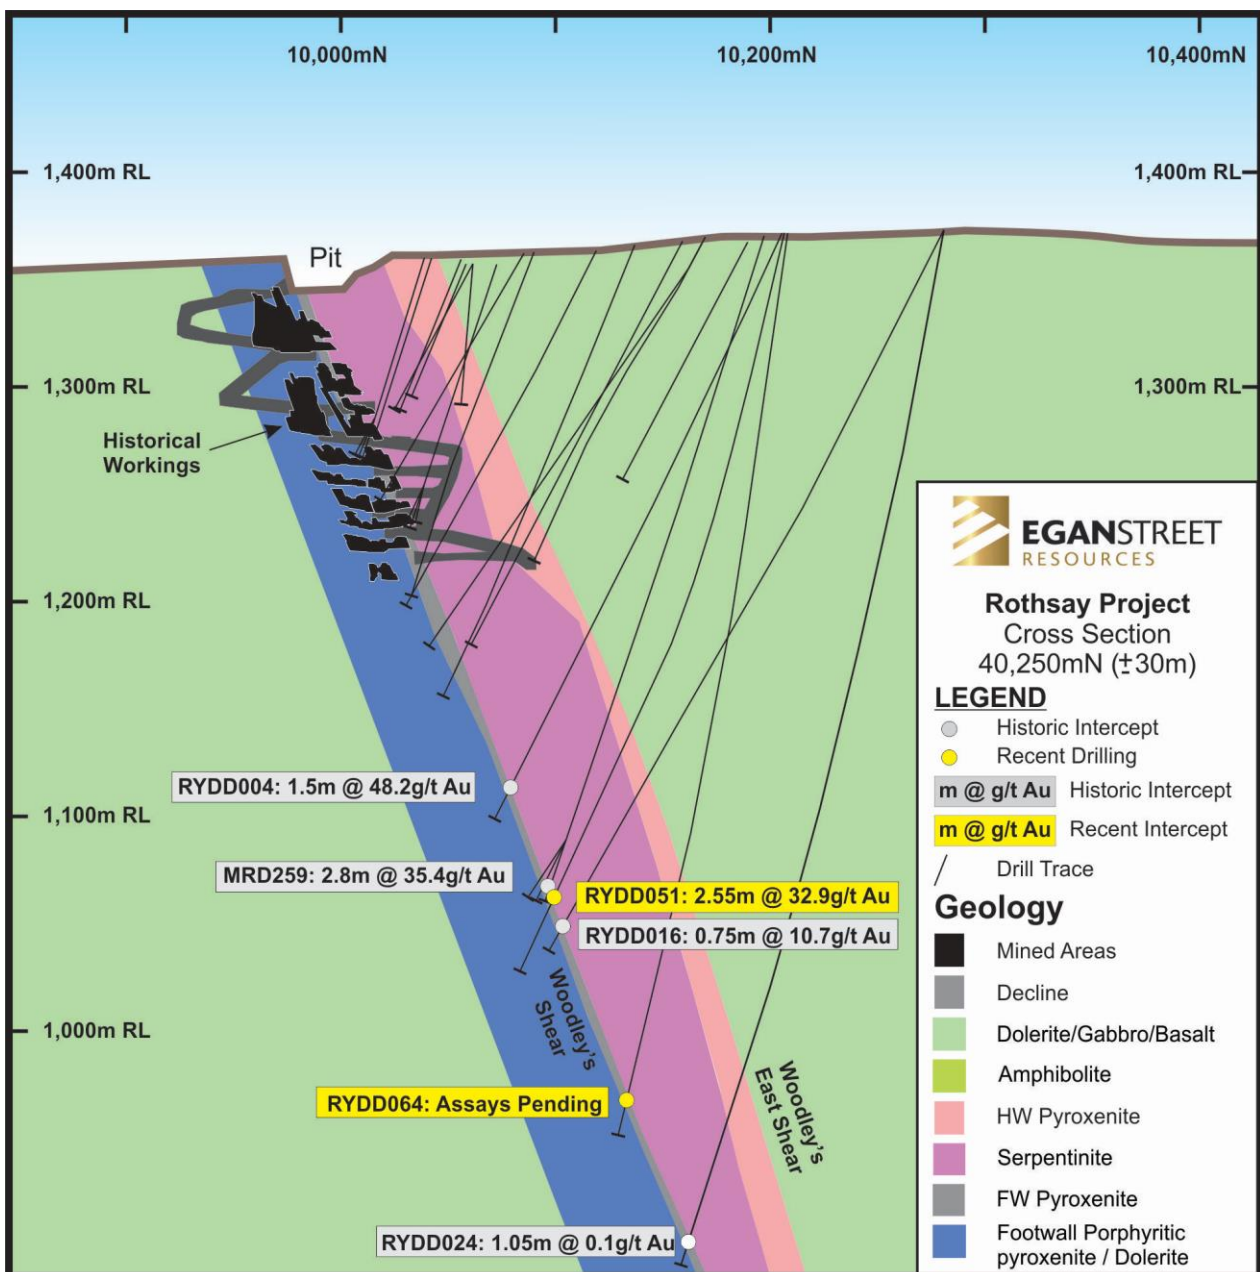 10,000mN
10,200mN
10,400mN
1,400m RL
1,400m RL
Pit
1,300m RL
1,300m RL
Historical
Workings
1,200m RL
1,100m RL
1,000m RL
RYDD004: 1.5m @ 48.2g/t Au
MRD259: 2.8m @ 35.4g/t Au
RYDD051: 2.55m @ 32.9g/t Au
RYDD016: 0.75m @ 10.7g/t Au
Woodley's
Shear
RYDD064: Assays Pending
Woodley's
East Shear
RYDD024: 1.05m @ 0.1g/t Au
EGANSTREET
RESOURCES
Rothsay Project
Cross Section
40,250mN (±30m)
LEGEND
Historic Intercept
Recent Drilling
m @ g/t Au Historic Intercept
m @ g/t Au Recent Intercept
Drill Trace
Geology
Mined Areas
Decline
Dolerite/Gabbro/Basalt
Amphibolite
HW Pyroxenite
Serpentinite
FW Pyroxenite
Footwall Porphyritic
pyroxenite / Dolerite